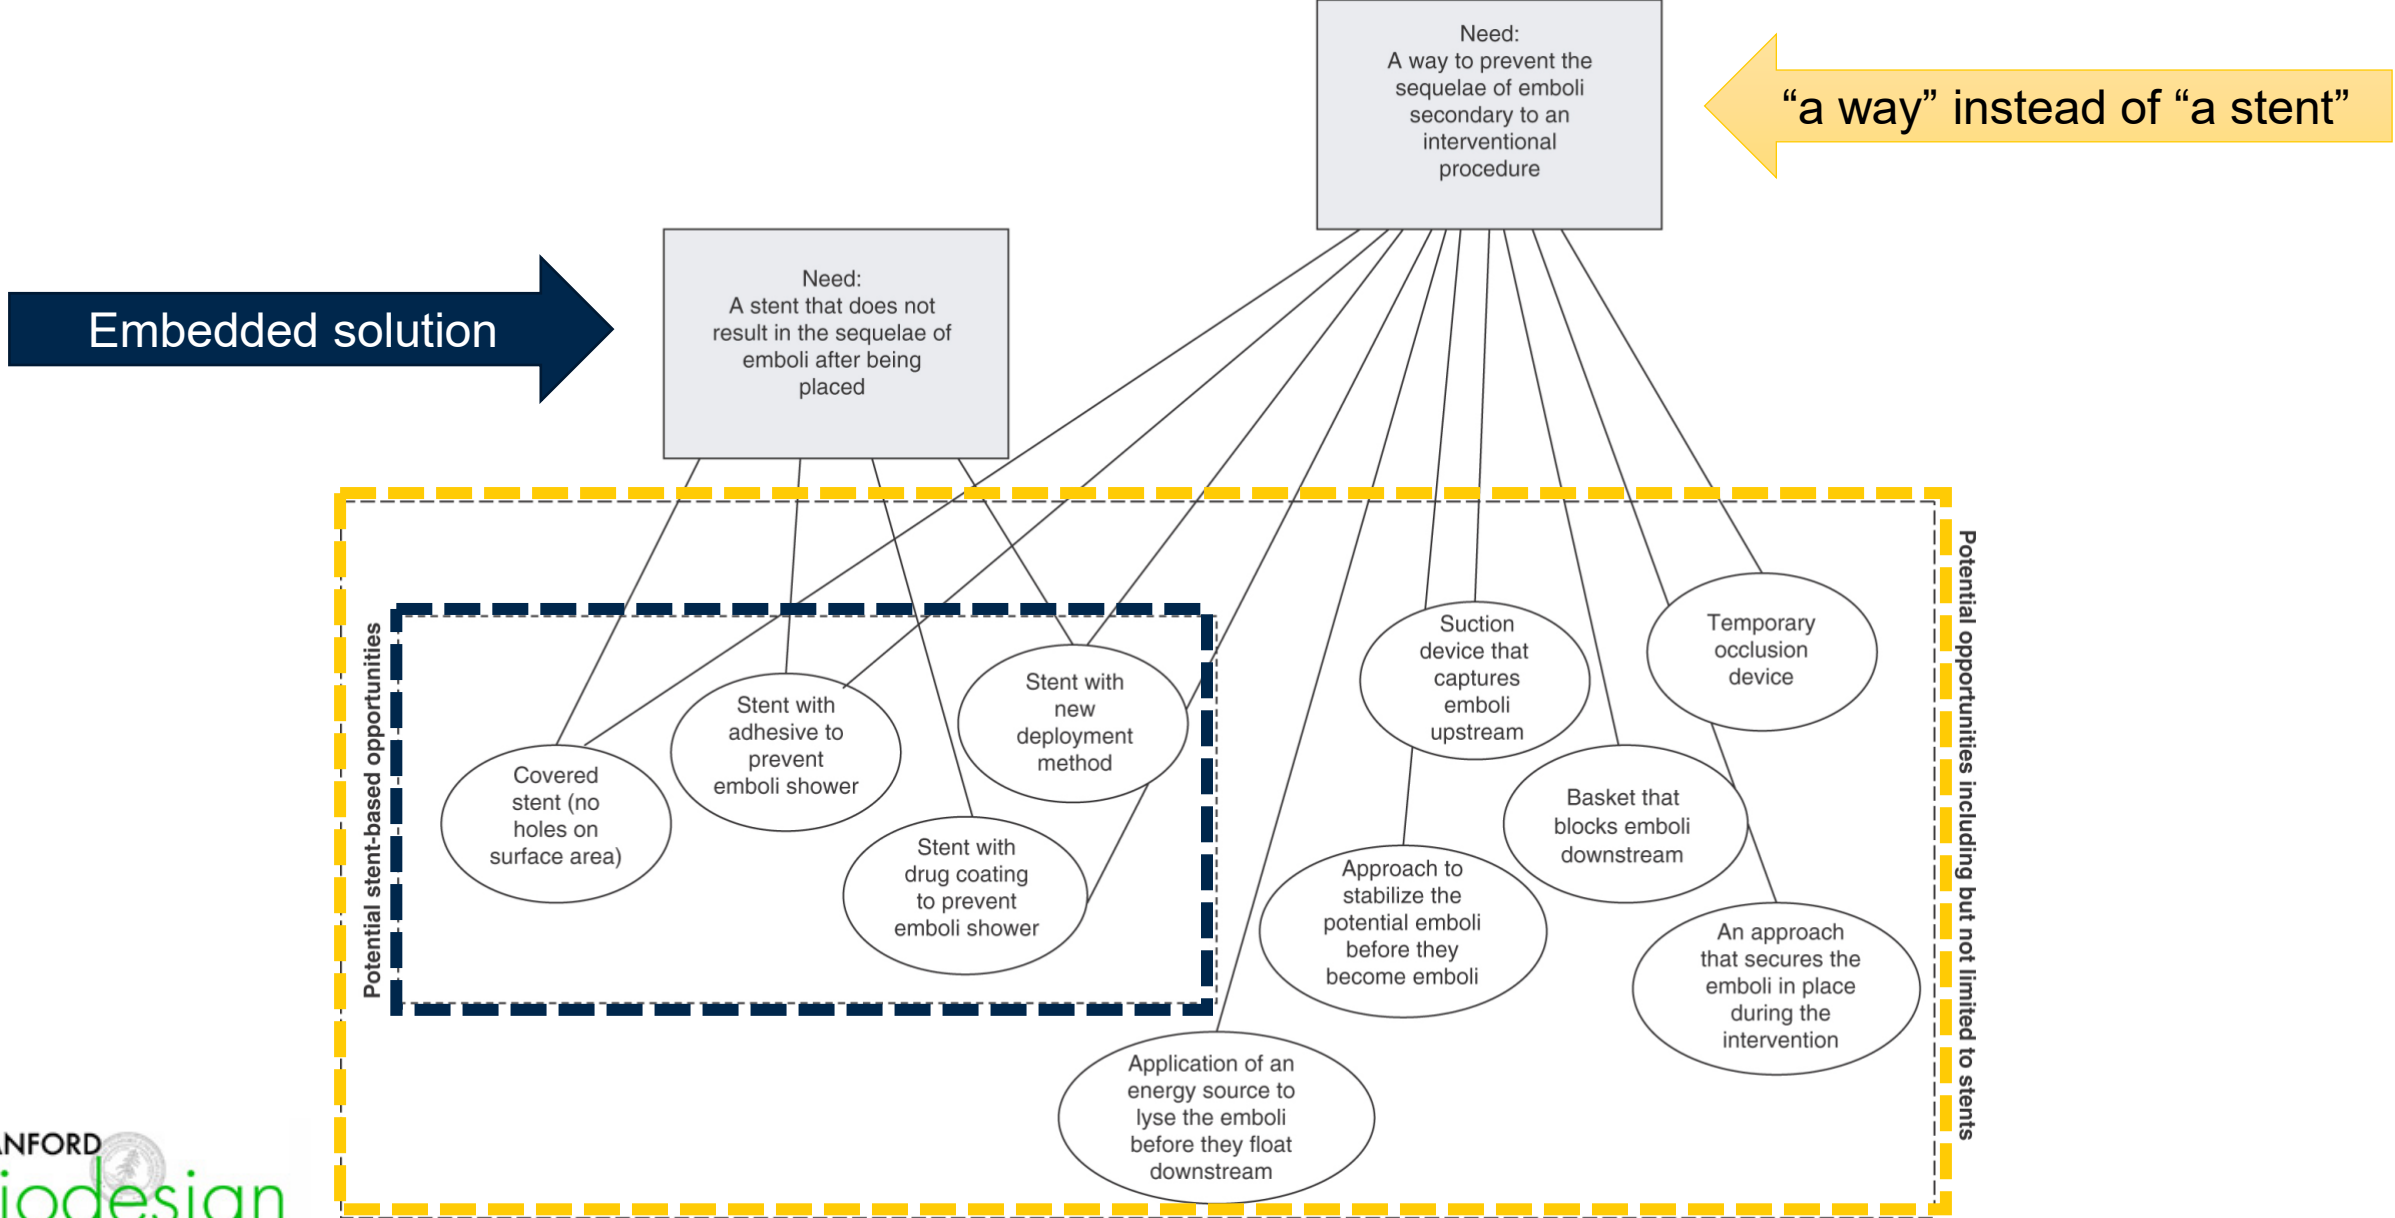 Need:
A way to prevent the
sequelae of emboli
secondary to an
interventional
procedure
“a way” instead of “a stent”
Embedded solution
Need:
A stent that does not
result in the sequelae of
emboli after being
placed
Potential stent-based opportunities
Covered
stent (no
holes on
surface area)
Stent with
adhesive to
prevent
emboli shower
Stent with
drug coating
to prevent
emboli shower
Stent with
new
deployment
method
Suction
device that
captures
emboli
upstream
Temporary
occlusion
device
Basket that
blocks emboli
downstream
Approach to
stabilize the
potential emboli
before they
become emboli
An approach
that secures the
emboli in place
during the
intervention
Application of an
energy source to
lyse the emboli
before they float
downstream
Potential opportunities including but not limited to stents
NFORD
iodesign